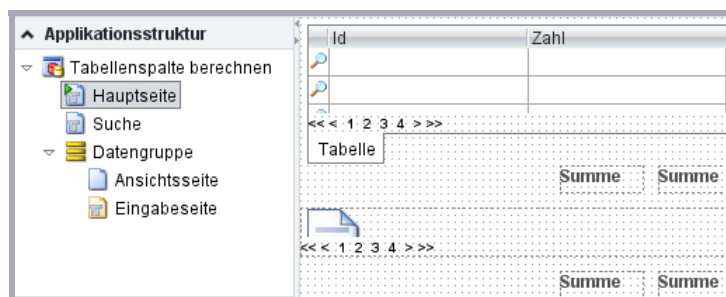 Applikationsstruktur
Tabellenspalte berechnen
Hauptseite
Suche
Datengruppe
Ansichtsseite
Eingabeseite
Id Zahl
<< < 1 2 3 4 > >>
Tabelle
Summe Summe
<< < 1 2 3 4 > >>
Summe Summe